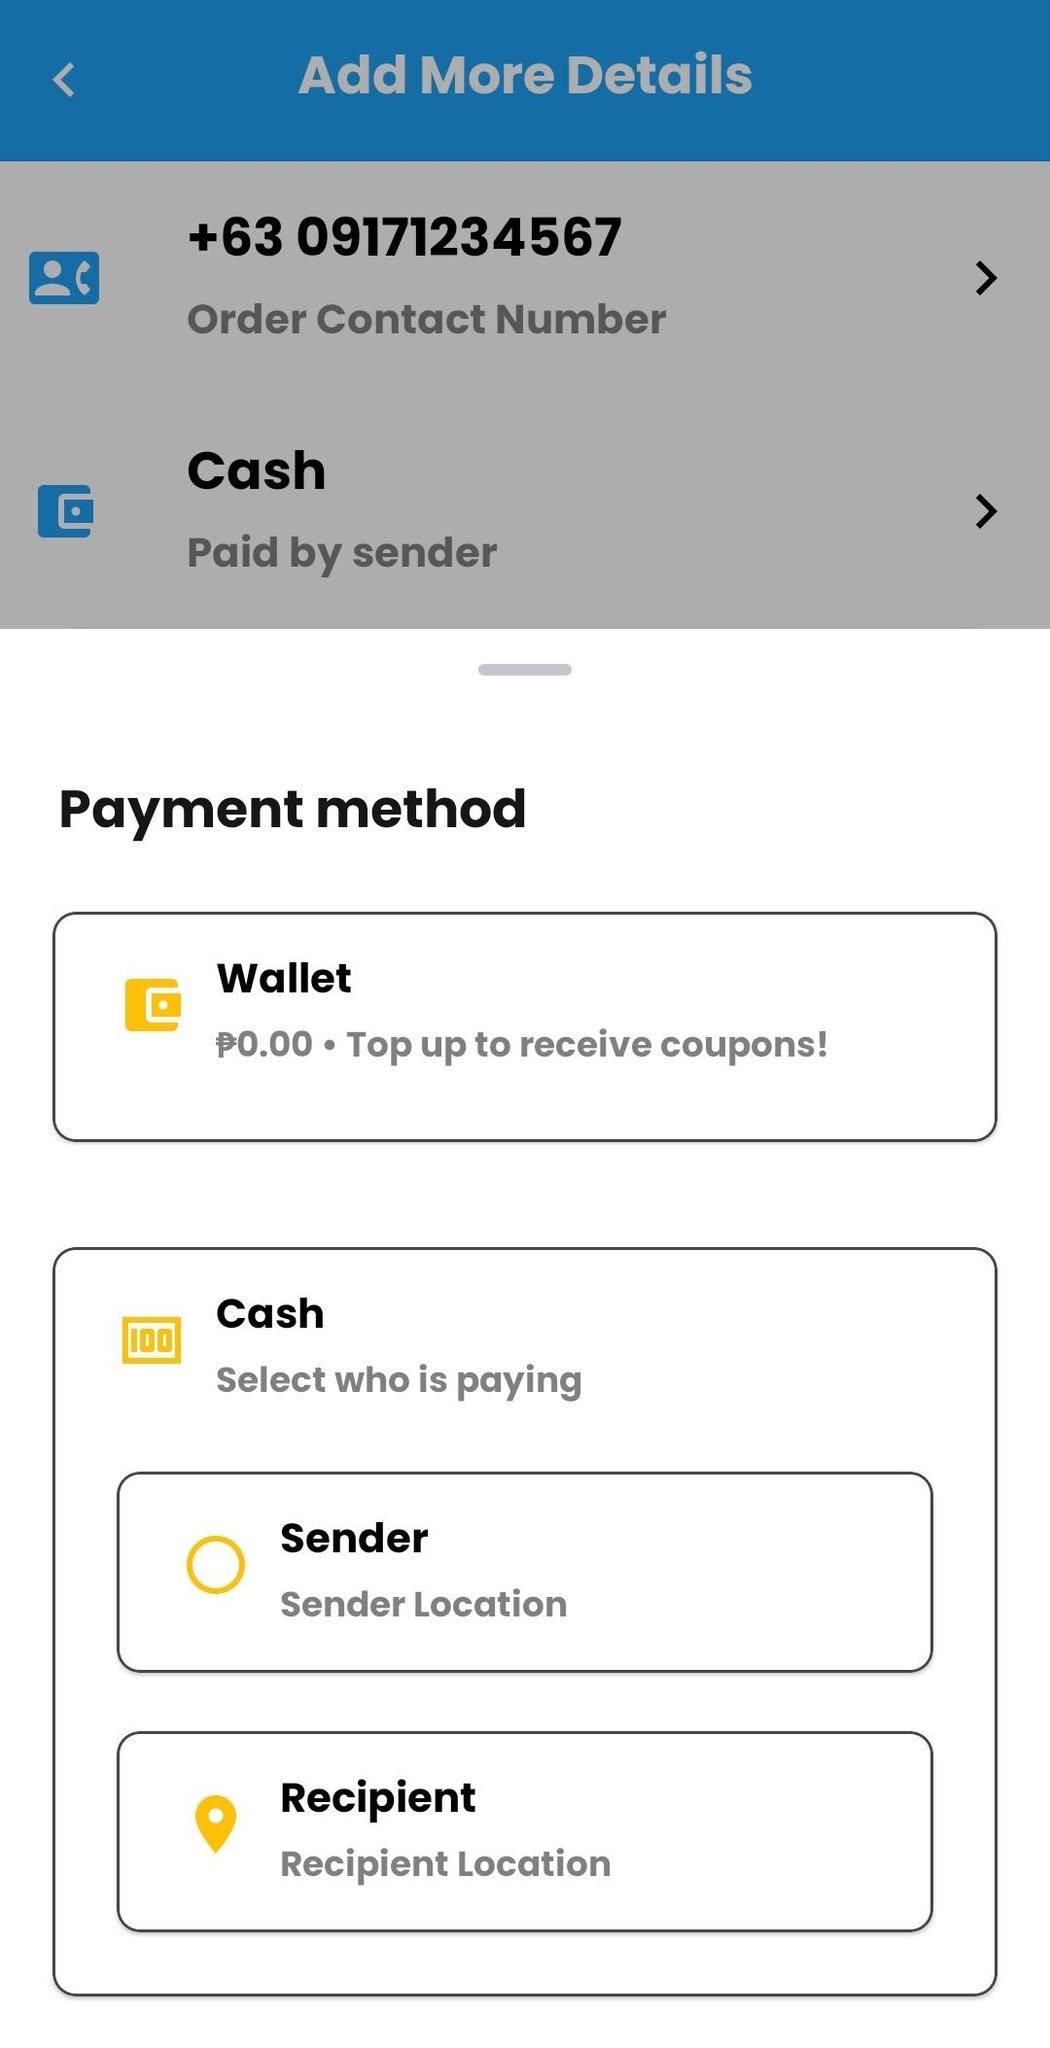 Add More Details
+63 09171234567
Order Contact Number
Cash
Paid by sender
Payment method
Wallet
₱0.00 • Top up to receive coupons!
100
Cash
Select who is paying
Sender
Sender Location
Recipient
Recipient Location